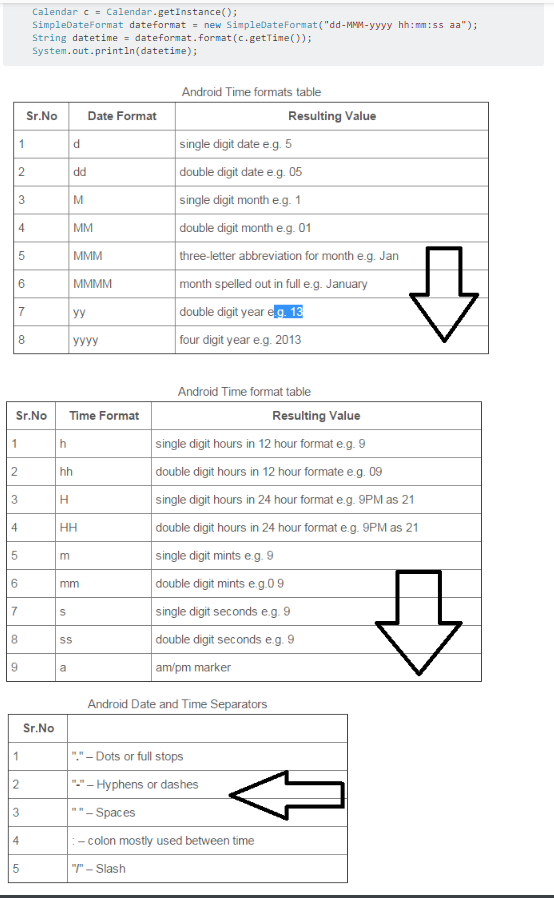 Calendar c = Calendar.getInstance();
SimpleDateFormat dateformat = new SimpleDateFormat("dd-MMM-yyyy hh:mm:ss aa");
String datetime = dateformat.format(c.getTime());
System.out.println(datetime);
Android Time formats table
Sr.No Date Format Resulting Value
1 d single digit date e.g. 5
2 dd double digit date e.g. 05
3 M single digit month e.g. 1
4 MM double digit month e.g. 01
5 MMM three-letter abbreviation for month e.g. Jan
6 MMMM month spelled out in full e.g. January
7 yy double digit year e.g. 13
8 yyyy four digit year e.g. 2013
Android Time format table
Sr.No Time Format Resulting Value
1 h single digit hours in 12 hour format e.g. 9
2 hh double digit hours in 12 hour formate e.g. 09
3 H single digit hours in 24 hour format e.g. 9PM as 21
4 HH double digit hours in 24 hour format e.g. 9PM as 21
5 m single digit mints e.g. 9
6 mm double digit mints e.g.0 9
7 s single digit seconds e.g. 9
8 ss double digit seconds e.g. 9
9 a am/pm marker
Android Date and Time Separators
Sr.No
1 "." – Dots or full stops
2 "-" – Hyphens or dashes
3 " " – Spaces
4 : – colon mostly used between time
5 "/" – Slash